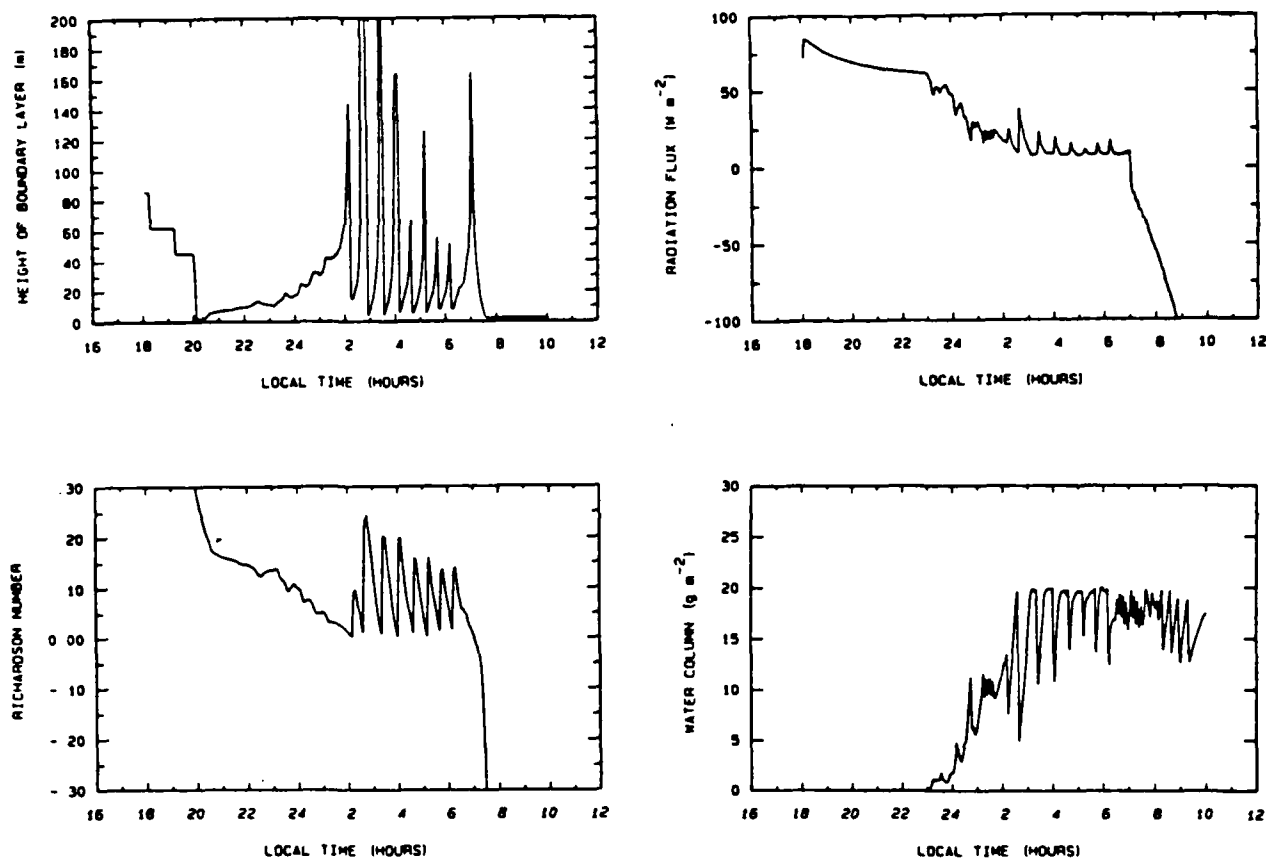 HEIGHT OF BOUNDARY LAYER (m)
200
180
160
140
120
100
80
60
40
20
0
16 18 20 22 24 2 4 6 8 10 12
LOCAL TIME (HOURS)
RADIATION FLUX (W m-2)
100
50
0
-50
-100
16 18 20 22 24 2 4 6 8 10 12
LOCAL TIME (HOURS)
RICHARDSON NUMBER
30
20
10
0 00
- 10
- 20
- 30
16 18 20 22 24 2 4 6 8 10 12
LOCAL TIME (HOURS)
WATER COLUMN (g m-2)
30
25
20
15
10
5
0
16 18 20 22 24 2 4 6 8 10 12
LOCAL TIME (HOURS)